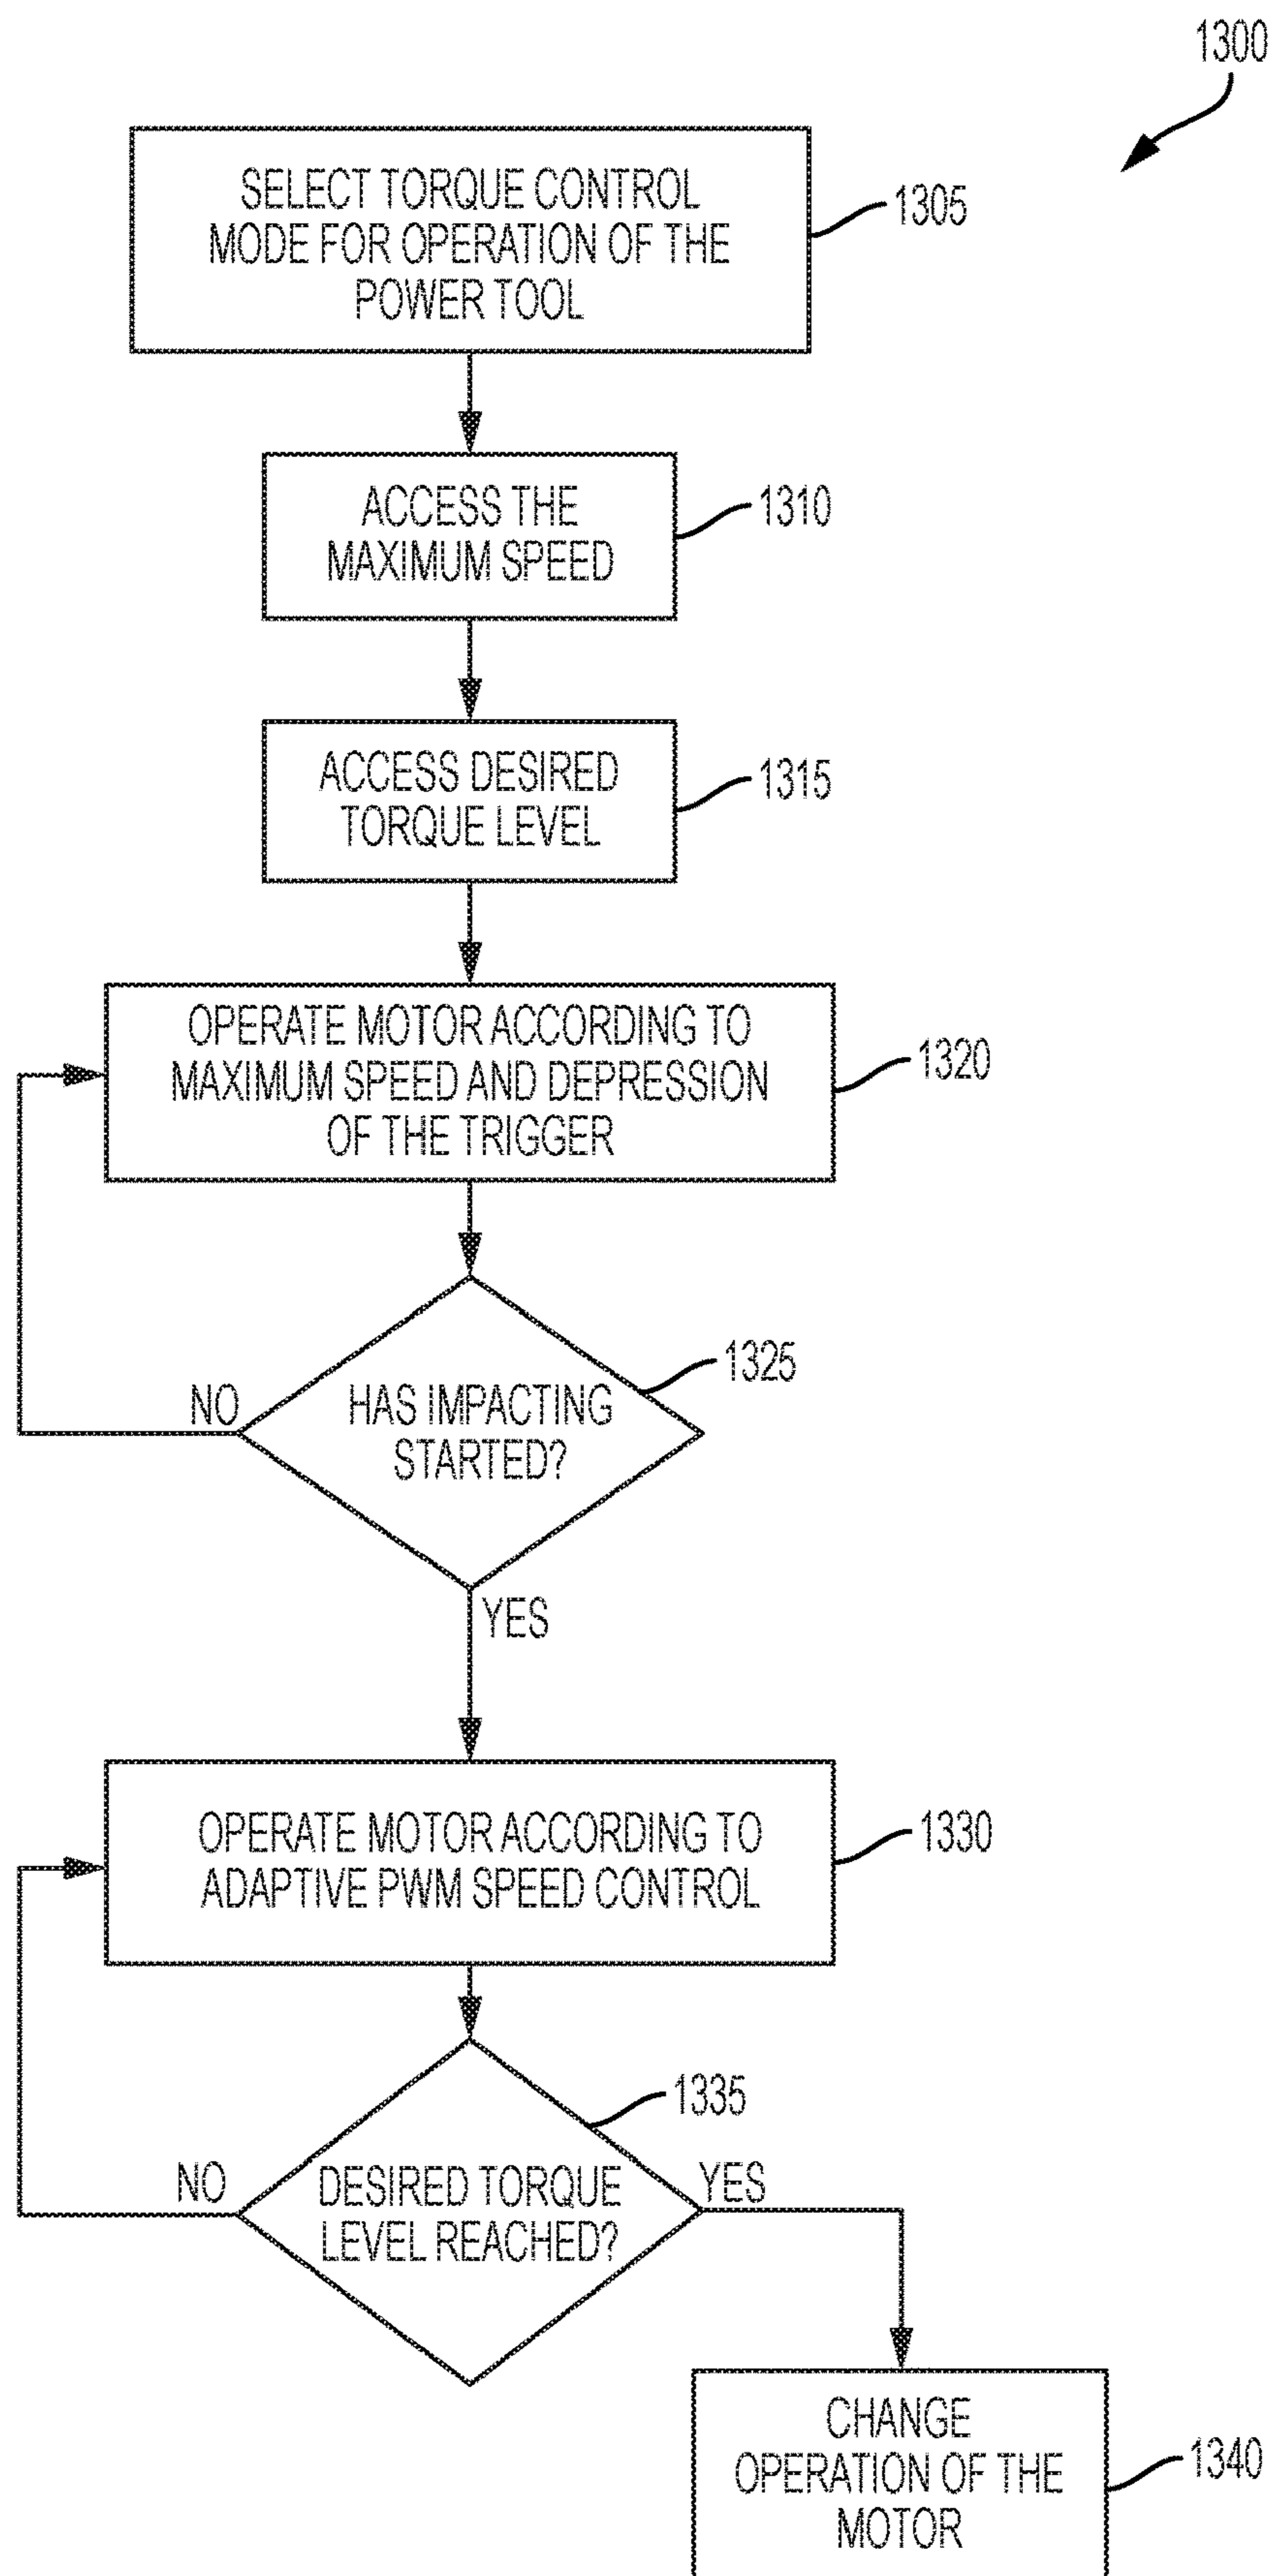 1300
SELECT TORQUE CONTROL
MODE FOR OPERATION OF THE
POWER TOOL
1305
ACCESS THE
MAXIMUM SPEED
1310
ACCESS DESIRED
TORQUE LEVEL
1315
OPERATE MOTOR ACCORDING TO
MAXIMUM SPEED AND DEPRESSION
OF THE TRIGGER
1320
HAS IMPACTING
STARTED?
1325
NO
YES
OPERATE MOTOR ACCORDING TO
ADAPTIVE PWM SPEED CONTROL
1330
DESIRED TORQUE
LEVEL REACHED?
1335
NO
YES
CHANGE
OPERATION OF THE
MOTOR
1340